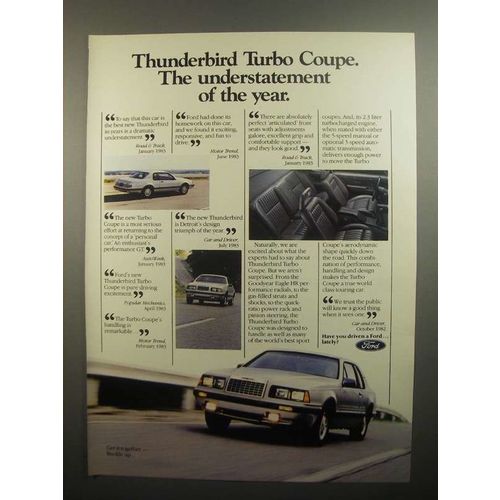 Thunderbird Turbo Coupe.
The understatement
of the year.
“To say that this car is
the best new Thunderbird
in years is a dramatic
understatement.”
Road & Track,
January 1983
“Ford had done its
homework on this car,
and we found it exciting,
responsive, and fun to
drive.”
Motor Trend,
June 1983
“There are absolutely
perfect 'articulated' front
seats with adjustments
galore, excellent grip and
comfortable support —
and they look good.”
Road & Track,
January 1983
coupes. And, its 2.3 liter
turbocharged engine,
when mated with either
the 5-speed manual or
optional 3-speed auto-
matic transmission,
delivers enough power
to move the Turbo
“The new Turbo
Coupe is a most serious
effort at returning to the
concept of a 'personal
car.' An enthusiast's
performance GT.”
AutoWeek,
January 1983
“Ford's new
Thunderbird Turbo
Coupe is pure driving
excitement.”
Popular Mechanics,
April 1983
“The Turbo Coupe's
handling is
remarkable...”
Motor Trend,
February 1983
“The new Thunderbird
is Detroit's design
triumph of the year.”
Car and Driver,
July 1983
Naturally, we are
excited about what the
experts had to say about
Thunderbird Turbo
Coupe. But we aren't
surprised. From the
Goodyear Eagle HR per-
formance radials, to the
gas-filled struts and
shocks, to the quick-
ratio power rack and
pinion steering, the
Thunderbird Turbo
Coupe was designed to
handle as well as many
of the world's best sport
Coupe's aerodynamic
shape quickly down
the road. This combina-
tion of performance,
handling and design
makes the Turbo
Coupe a true world
class touring car.
“We trust the public
will know a good thing
when it sees one.”
Car and Driver,
October 1982
Have you driven a Ford...
lately?
Ford
Get it together —
Buckle up.